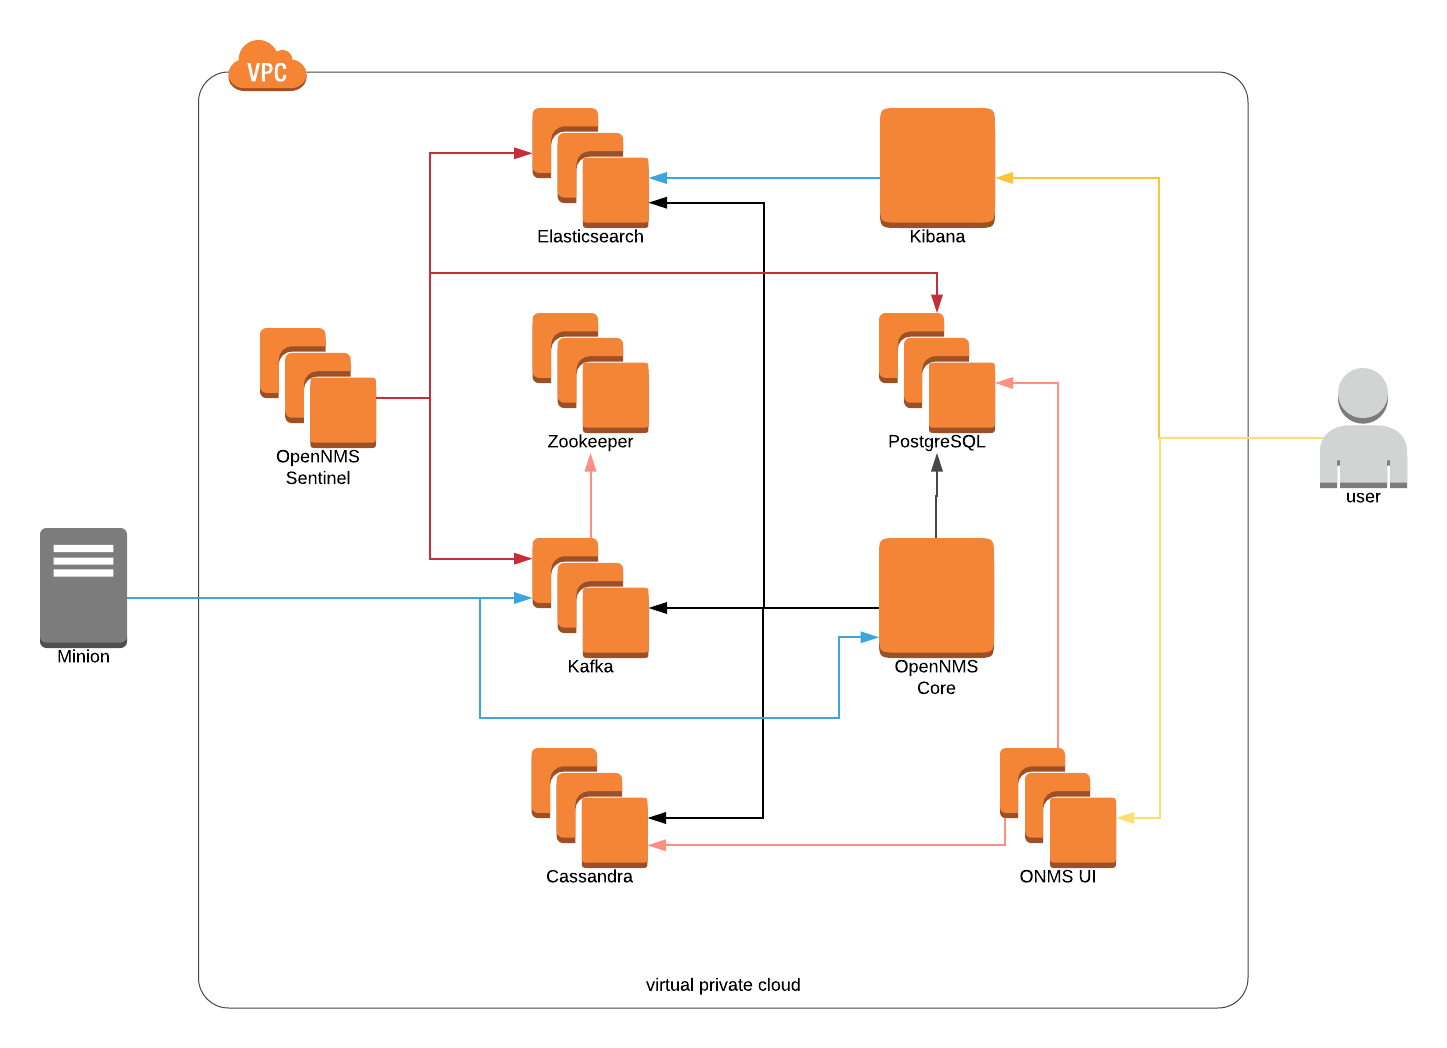 VPC
Elasticsearch
Kibana
OpenNMS
Sentinel
Zookeeper
PostgreSQL
user
Minion
Kafka
OpenNMS
Core
Cassandra
ONMS UI
virtual private cloud